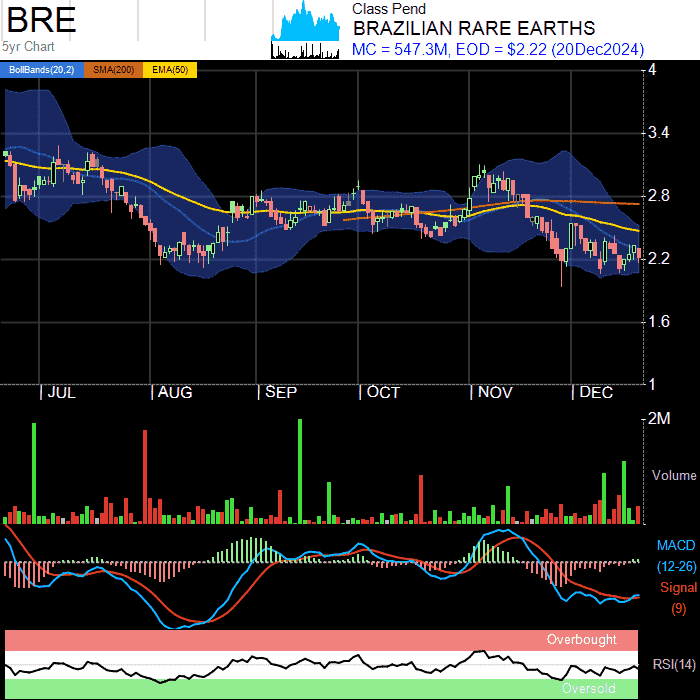 BRE
5yr Chart
Class Pend
BRAZILIAN RARE EARTHS
MC = 547.3M, EOD = $2.22 (20Dec2024)
BollBands(20,2) SMA(200) EMA(50)
4
3.4
2.8
2.2
1.6
1
JUL AUG SEP OCT NOV DEC
2M
Volume
MACD
(12-26)
Signal
(9)
Overbought
RSI(14)
Oversold